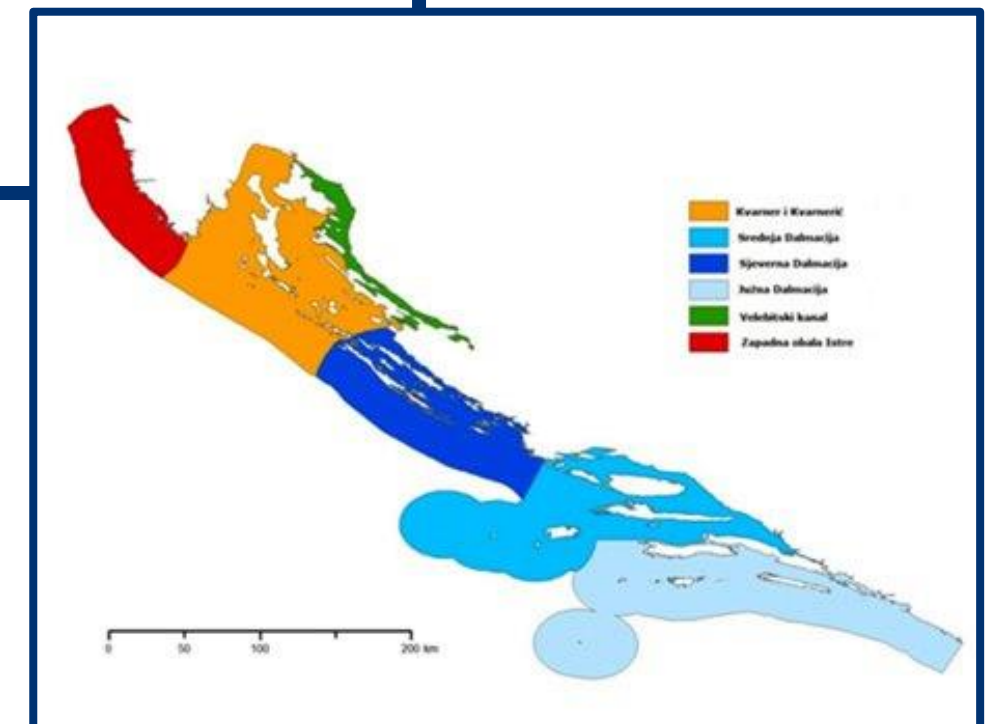 Kvarner i Kvarnerić
Srednja Dalmacija
Sjeverna Dalmacija
Južna Dalmacija
Velebitski kanal
Zapadna obala Istre
0 50 100 200 km